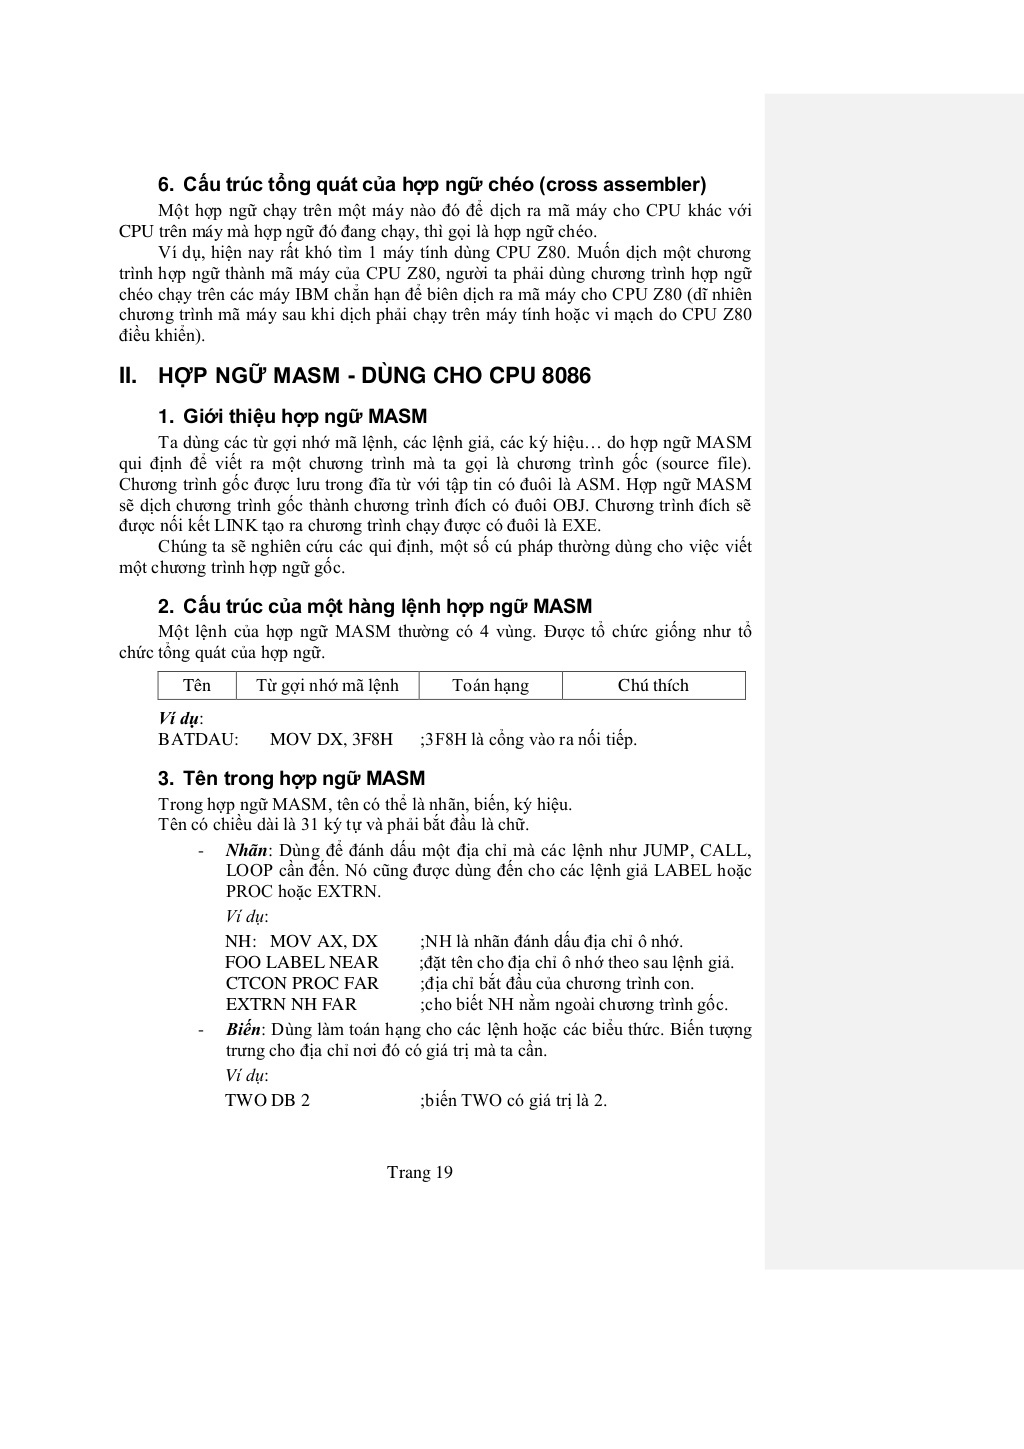 6. Cấu trúc tổng quát của hợp ngữ chéo (cross assembler)
Một hợp ngữ chạy trên một máy nào đó để dịch ra mã máy cho CPU khác với
CPU trên máy mà hợp ngữ đó đang chạy, thì gọi là hợp ngữ chéo.
Ví dụ, hiện nay rất khó tìm 1 máy tính dùng CPU Z80. Muốn dịch một chương
trình hợp ngữ thành mã máy của CPU Z80, người ta phải dùng chương trình hợp ngữ
chéo chạy trên các máy IBM chẳn hạn để biên dịch ra mã máy cho CPU Z80 (dĩ nhiên
chương trình mã máy sau khi dịch phải chạy trên máy tính hoặc vi mạch do CPU Z80
điều khiển).
II. HỢP NGỮ MASM - DÙNG CHO CPU 8086
1. Giới thiệu hợp ngữ MASM
Ta dùng các từ gợi nhớ mã lệnh, các lệnh giả, các ký hiệu… do hợp ngữ MASM
qui định để viết ra một chương trình mà ta gọi là chương trình gốc (source file).
Chương trình gốc được lưu trong đĩa từ với tập tin có đuôi là ASM. Hợp ngữ MASM
sẽ dịch chương trình gốc thành chương trình đích có đuôi OBJ. Chương trình đích sẽ
được nối kết LINK tạo ra chương trình chạy được có đuôi là EXE.
Chúng ta sẽ nghiên cứu các qui định, một số cú pháp thường dùng cho việc viết
một chương trình hợp ngữ gốc.
2. Cấu trúc của một hàng lệnh hợp ngữ MASM
Một lệnh của hợp ngữ MASM thường có 4 vùng. Được tổ chức giống như tổ
chức tổng quát của hợp ngữ.
Tên Từ gợi nhớ mã lệnh Toán hạng Chú thích
Ví dụ:
BATDAU: MOV DX, 3F8H ;3F8H là cổng vào ra nối tiếp.
3. Tên trong hợp ngữ MASM
Trong hợp ngữ MASM, tên có thể là nhãn, biến, ký hiệu.
Tên có chiều dài là 31 ký tự và phải bắt đầu là chữ.
- Nhãn: Dùng để đánh dấu một địa chỉ mà các lệnh như JUMP, CALL,
LOOP cần đến. Nó cũng được dùng đến cho các lệnh giả LABEL hoặc
PROC hoặc EXTRN.
Ví dụ:
NH: MOV AX, DX ;NH là nhãn đánh dấu địa chỉ ô nhớ.
FOO LABEL NEAR ;đặt tên cho địa chỉ ô nhớ theo sau lệnh giả.
CTCON PROC FAR ;địa chỉ bắt đầu của chương trình con.
EXTRN NH FAR ;cho biết NH nằm ngoài chương trình gốc.
- Biến: Dùng làm toán hạng cho các lệnh hoặc các biểu thức. Biến tượng
trưng cho địa chỉ nơi đó có giá trị mà ta cần.
Ví dụ:
TWO DB 2 ;biến TWO có giá trị là 2.
Trang 19